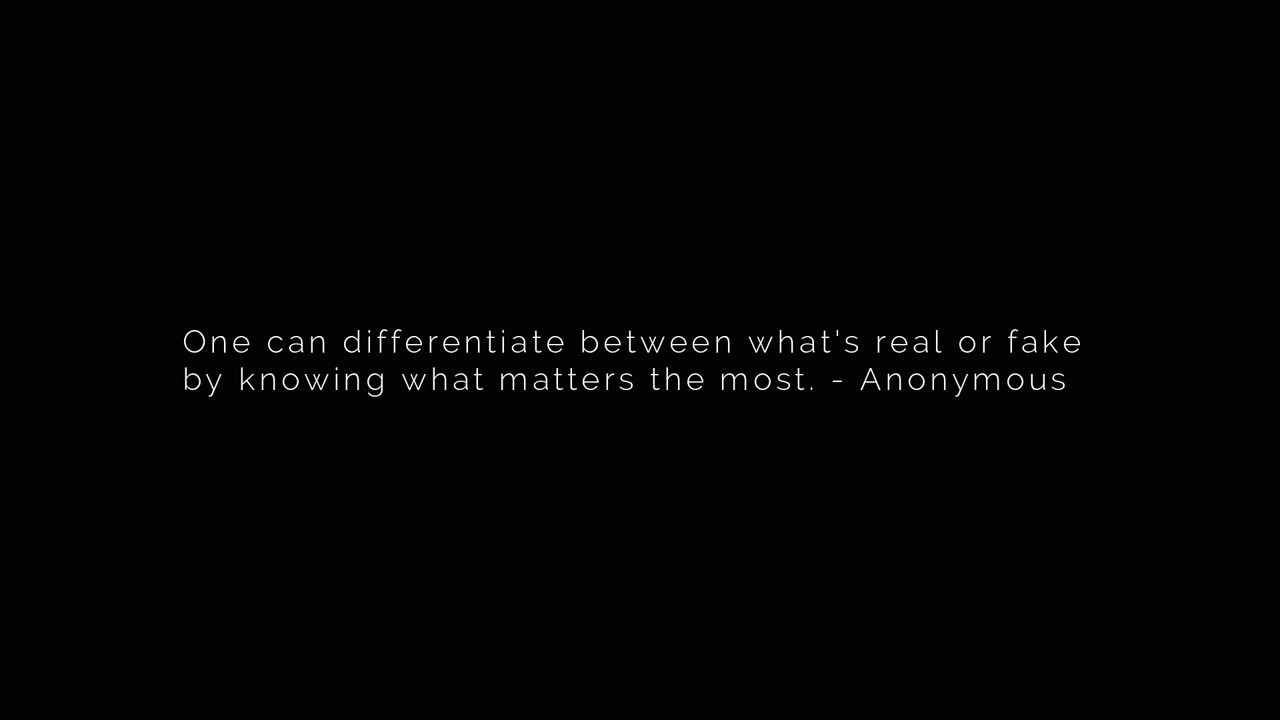 One can differentiate between what's real or fake
by knowing what matters the most. - Anonymous